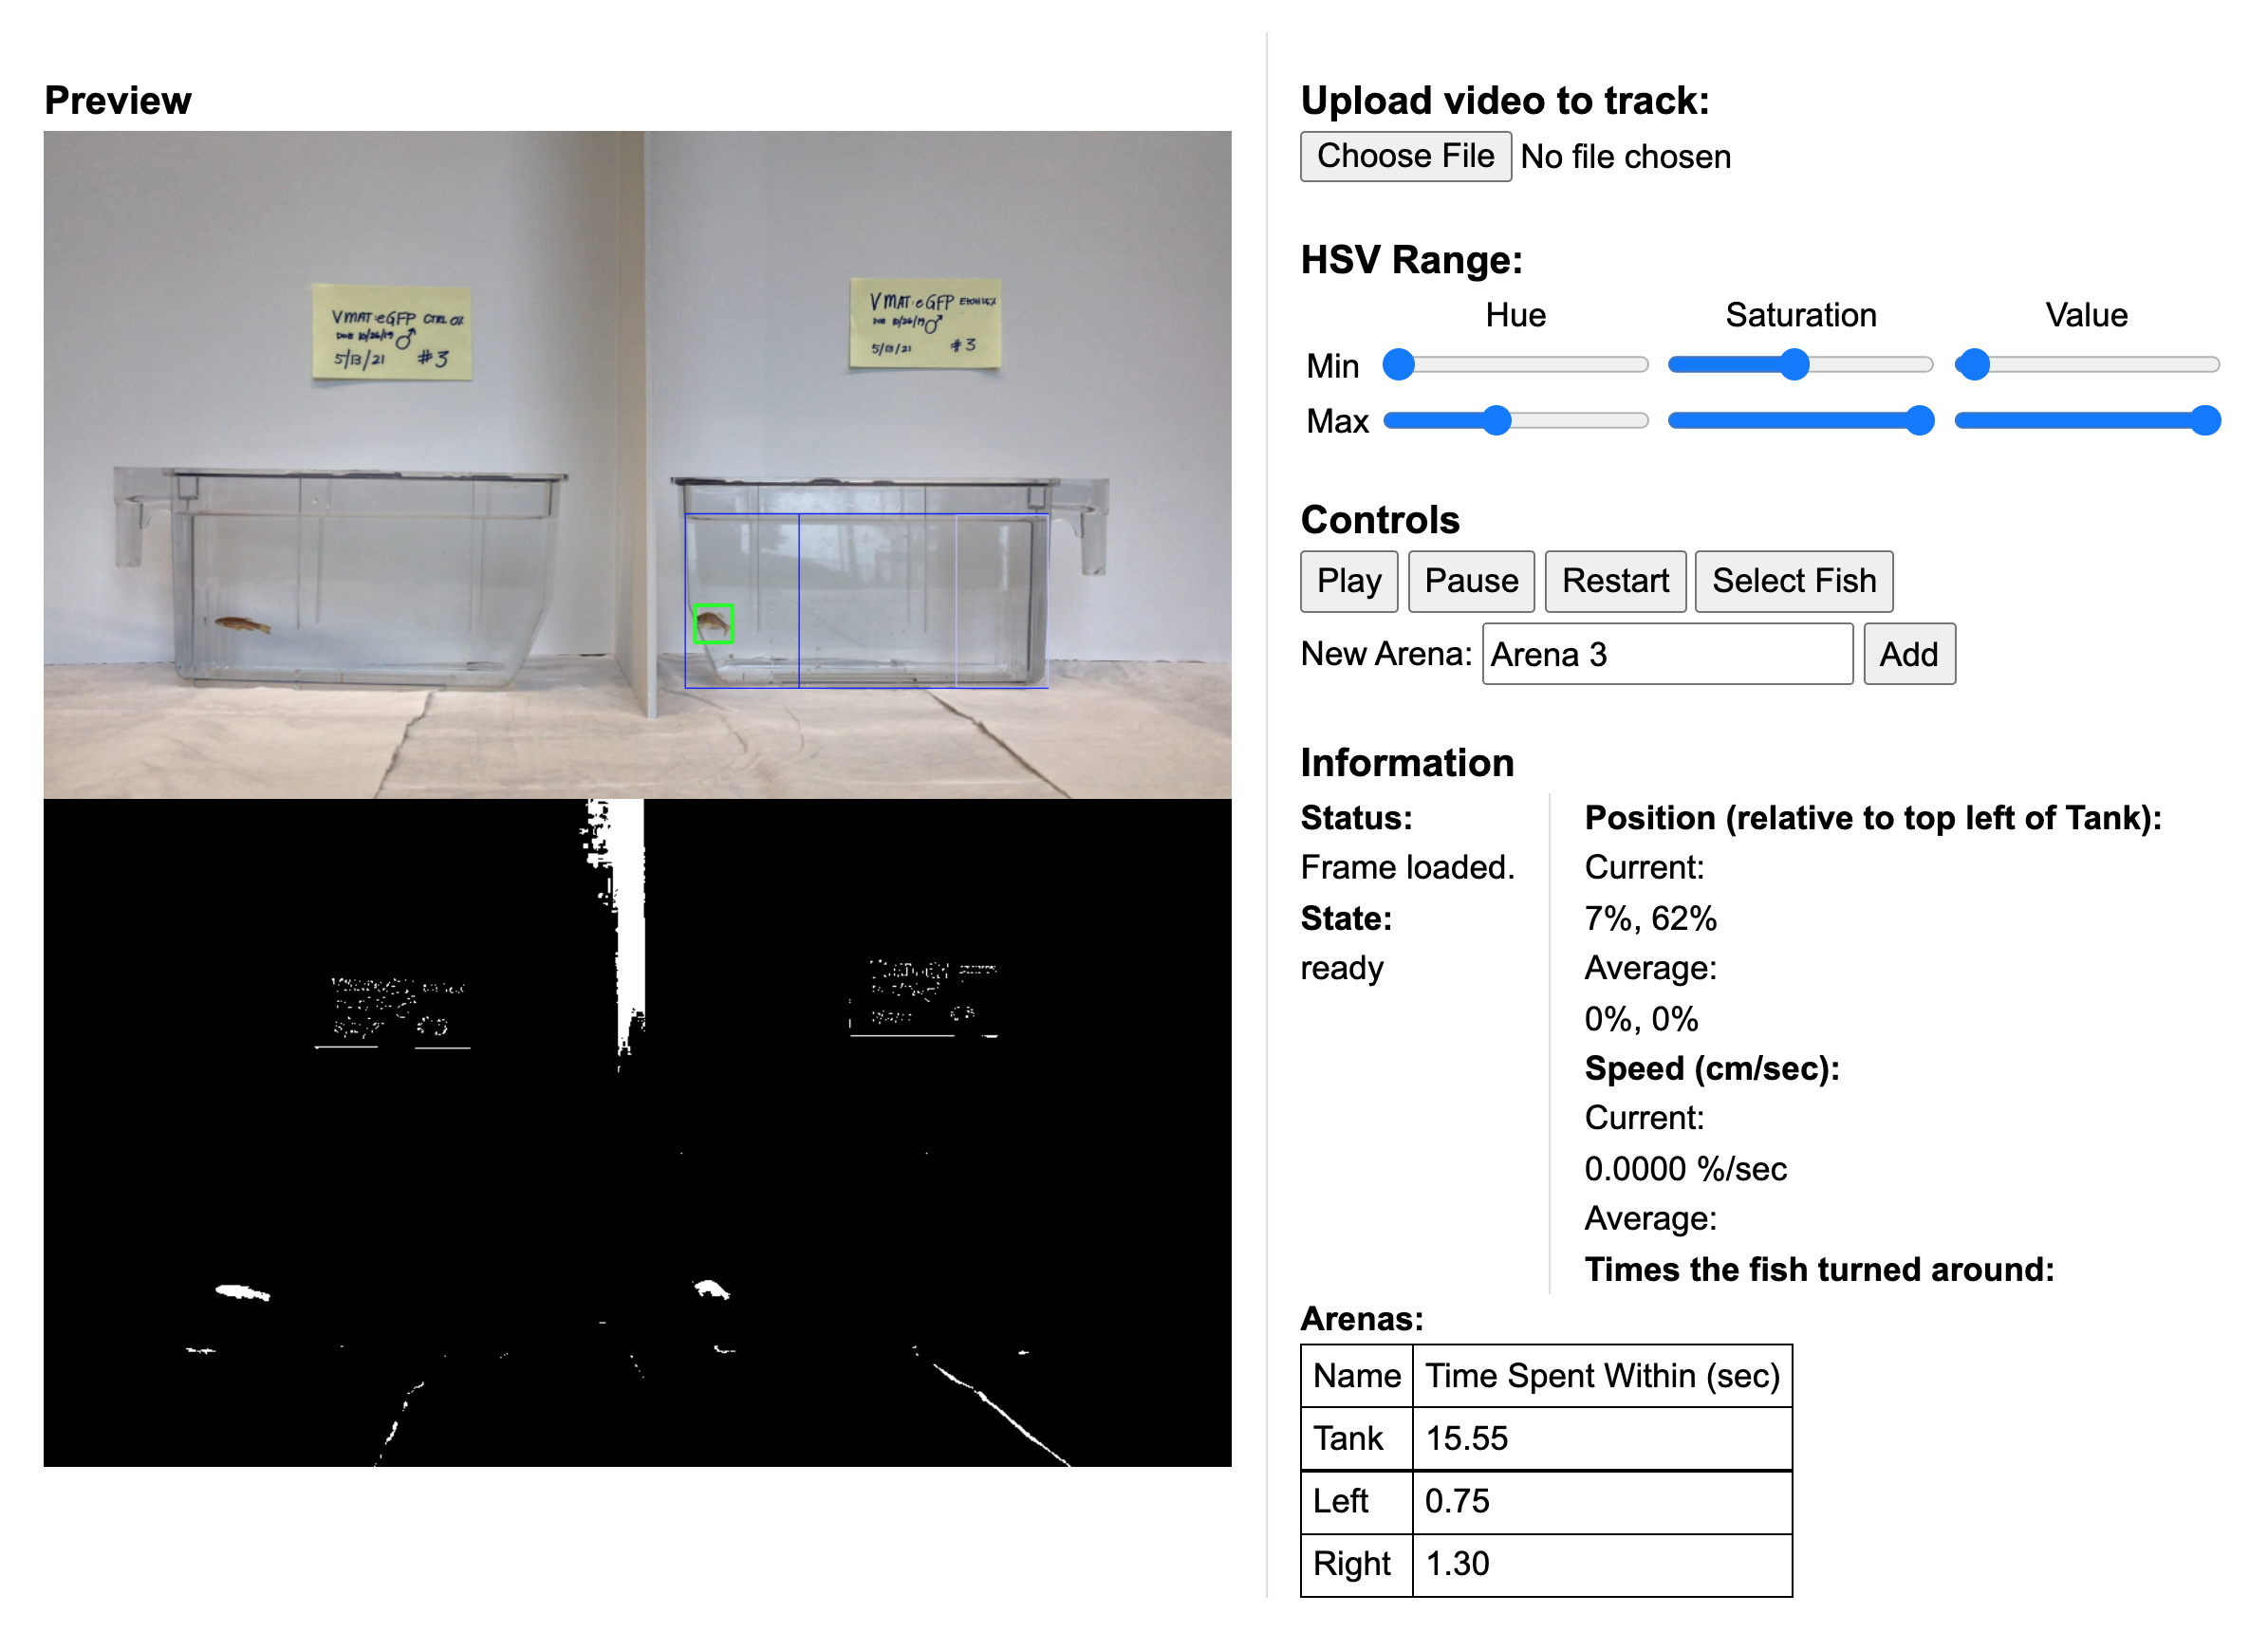 Preview
VMAT:eGFP CTRL 0%
DOB 10/26/19 ♂
5/13/21 #3
VMAT:eGFP EtOH
DOB 10/26/19 ♂
5/13/21 #3
Upload video to track:
Choose File No file chosen
HSV Range:
Hue Saturation Value
Min
Max
Controls
Play Pause Restart Select Fish
New Arena: Arena 3 Add
Information
Status:
Frame loaded.
State:
ready
Position (relative to top left of Tank):
Current:
7%, 62%
Average:
0%, 0%
Speed (cm/sec):
Current:
0.0000 %/sec
Average:
Times the fish turned around:
Arenas:
Name Time Spent Within (sec)
Tank 15.55
Left 0.75
Right 1.30